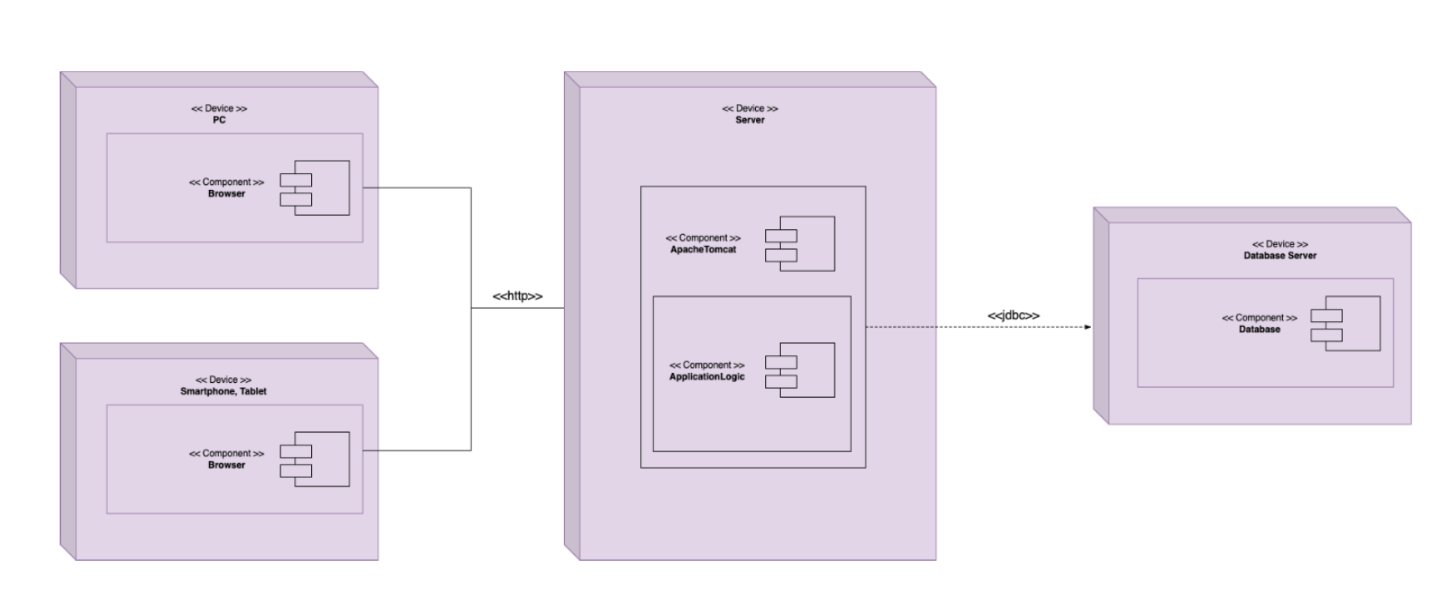 << Device >>
PC
<< Component >>
Browser
<< Device >>
Smartphone, Tablet
<< Component >>
Browser
<<http>>
<< Device >>
Server
<< Component >>
ApacheTomcat
<< Component >>
ApplicationLogic
<<jdbc>>
<< Device >>
Database Server
<< Component >>
Database